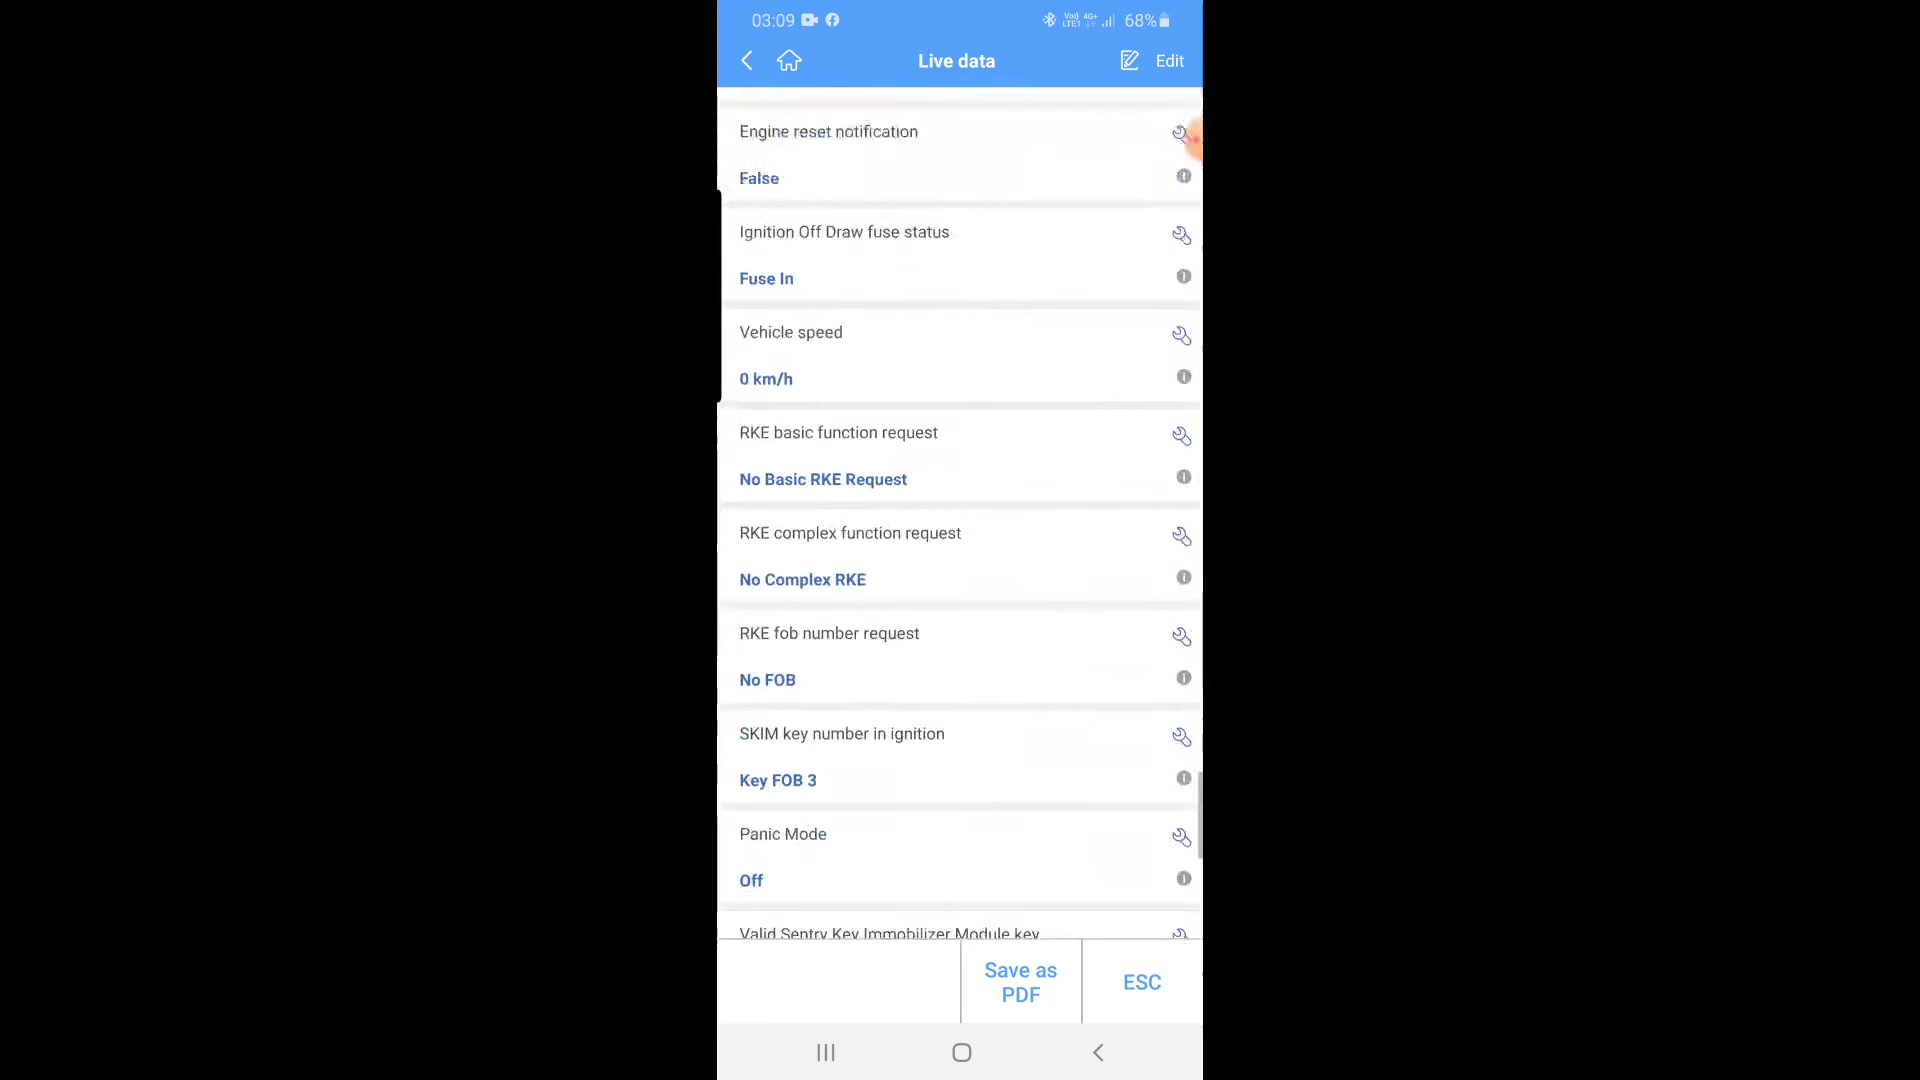 03:09 Vo)) 4G+ LTE1 68%
Live data Edit
Engine reset notification
False
Ignition Off Draw fuse status
Fuse In
Vehicle speed
0 km/h
RKE basic function request
No Basic RKE Request
RKE complex function request
No Complex RKE
RKE fob number request
No FOB
SKIM key number in ignition
Key FOB 3
Panic Mode
Off
Valid Sentry Key Immobilizer Module key
Save as
PDF
ESC